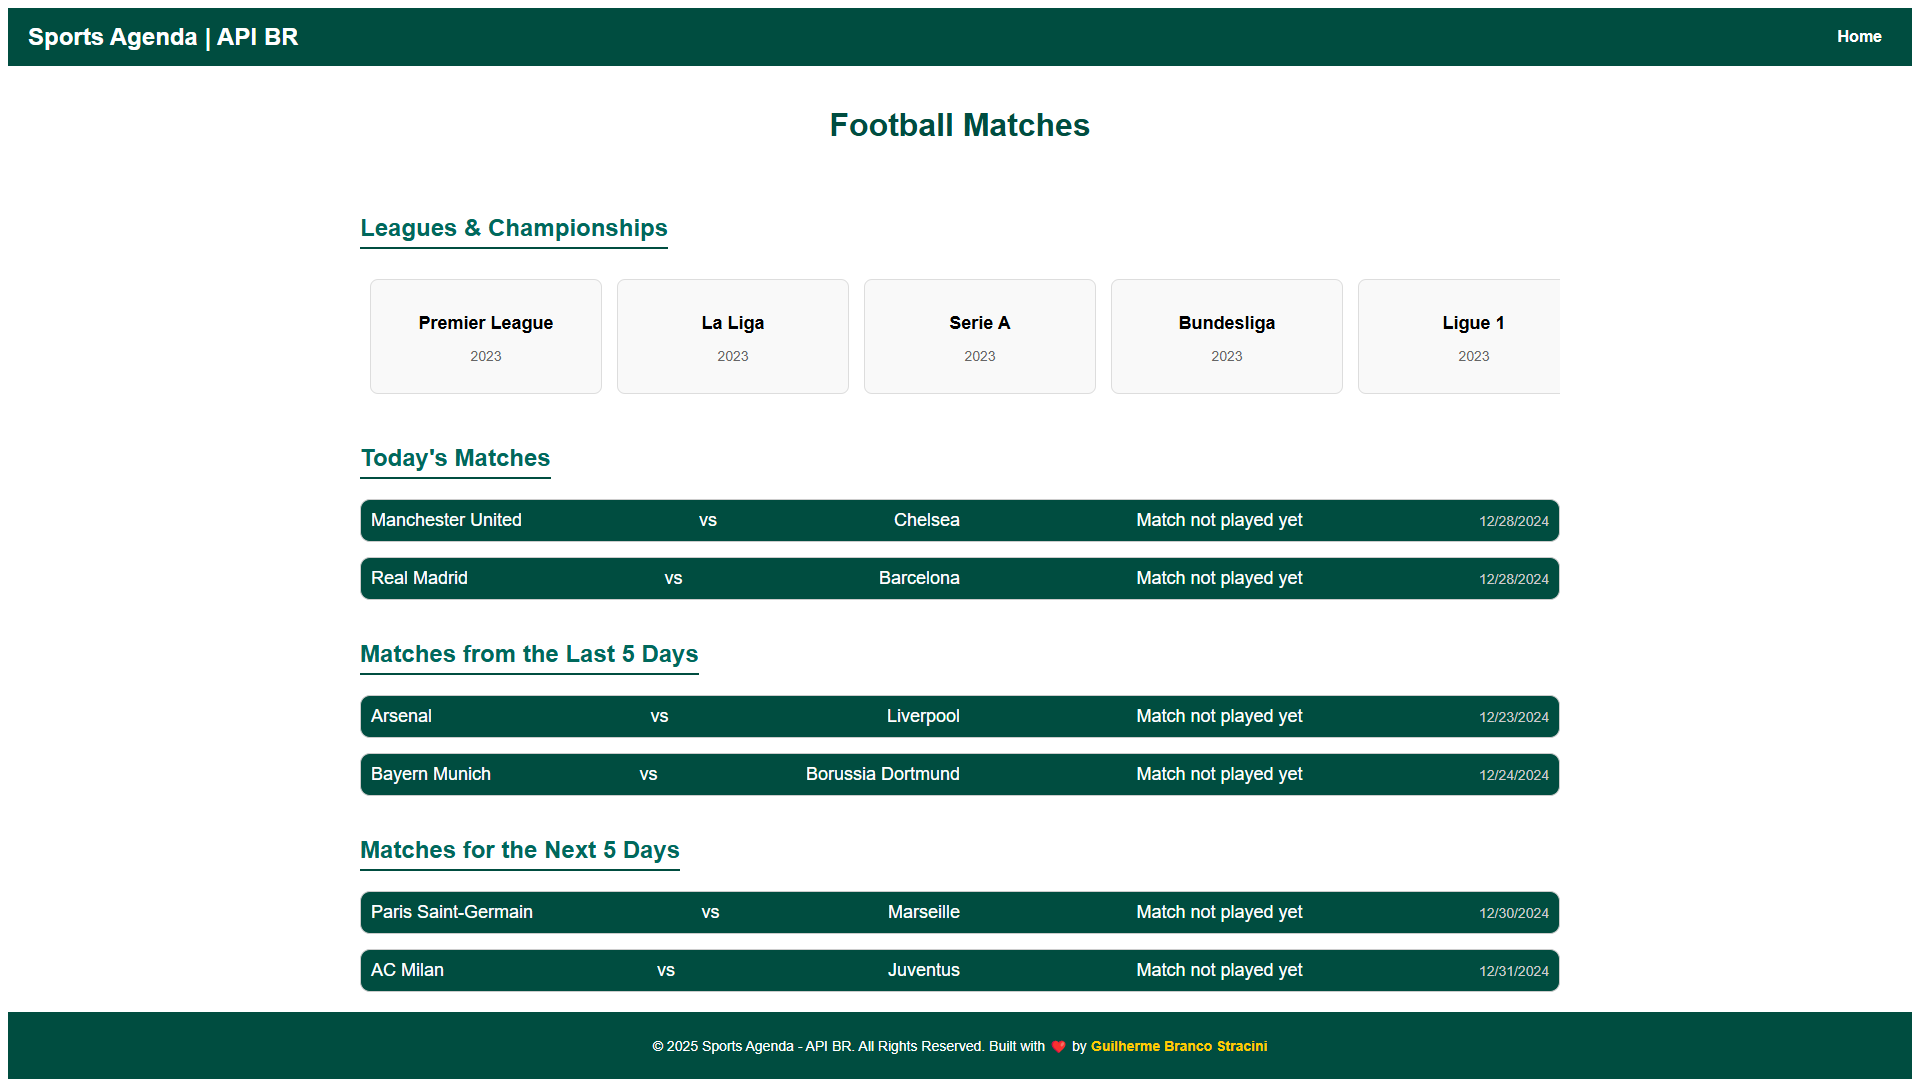 Sports Agenda | API BR Home
Football Matches
Leagues & Championships
Premier League La Liga Serie A Bundesliga Ligue 1
2023 2023 2023 2023 2023
Today's Matches
Manchester United vs Chelsea Match not played yet 12/28/2024
Real Madrid vs Barcelona Match not played yet 12/28/2024
Matches from the Last 5 Days
Arsenal vs Liverpool Match not played yet 12/23/2024
Bayern Munich vs Borussia Dortmund Match not played yet 12/24/2024
Matches for the Next 5 Days
Paris Saint-Germain vs Marseille Match not played yet 12/30/2024
AC Milan vs Juventus Match not played yet 12/31/2024
© 2025 Sports Agenda - API BR. All Rights Reserved. Built with ❤️ by Guilherme Branco Stracini